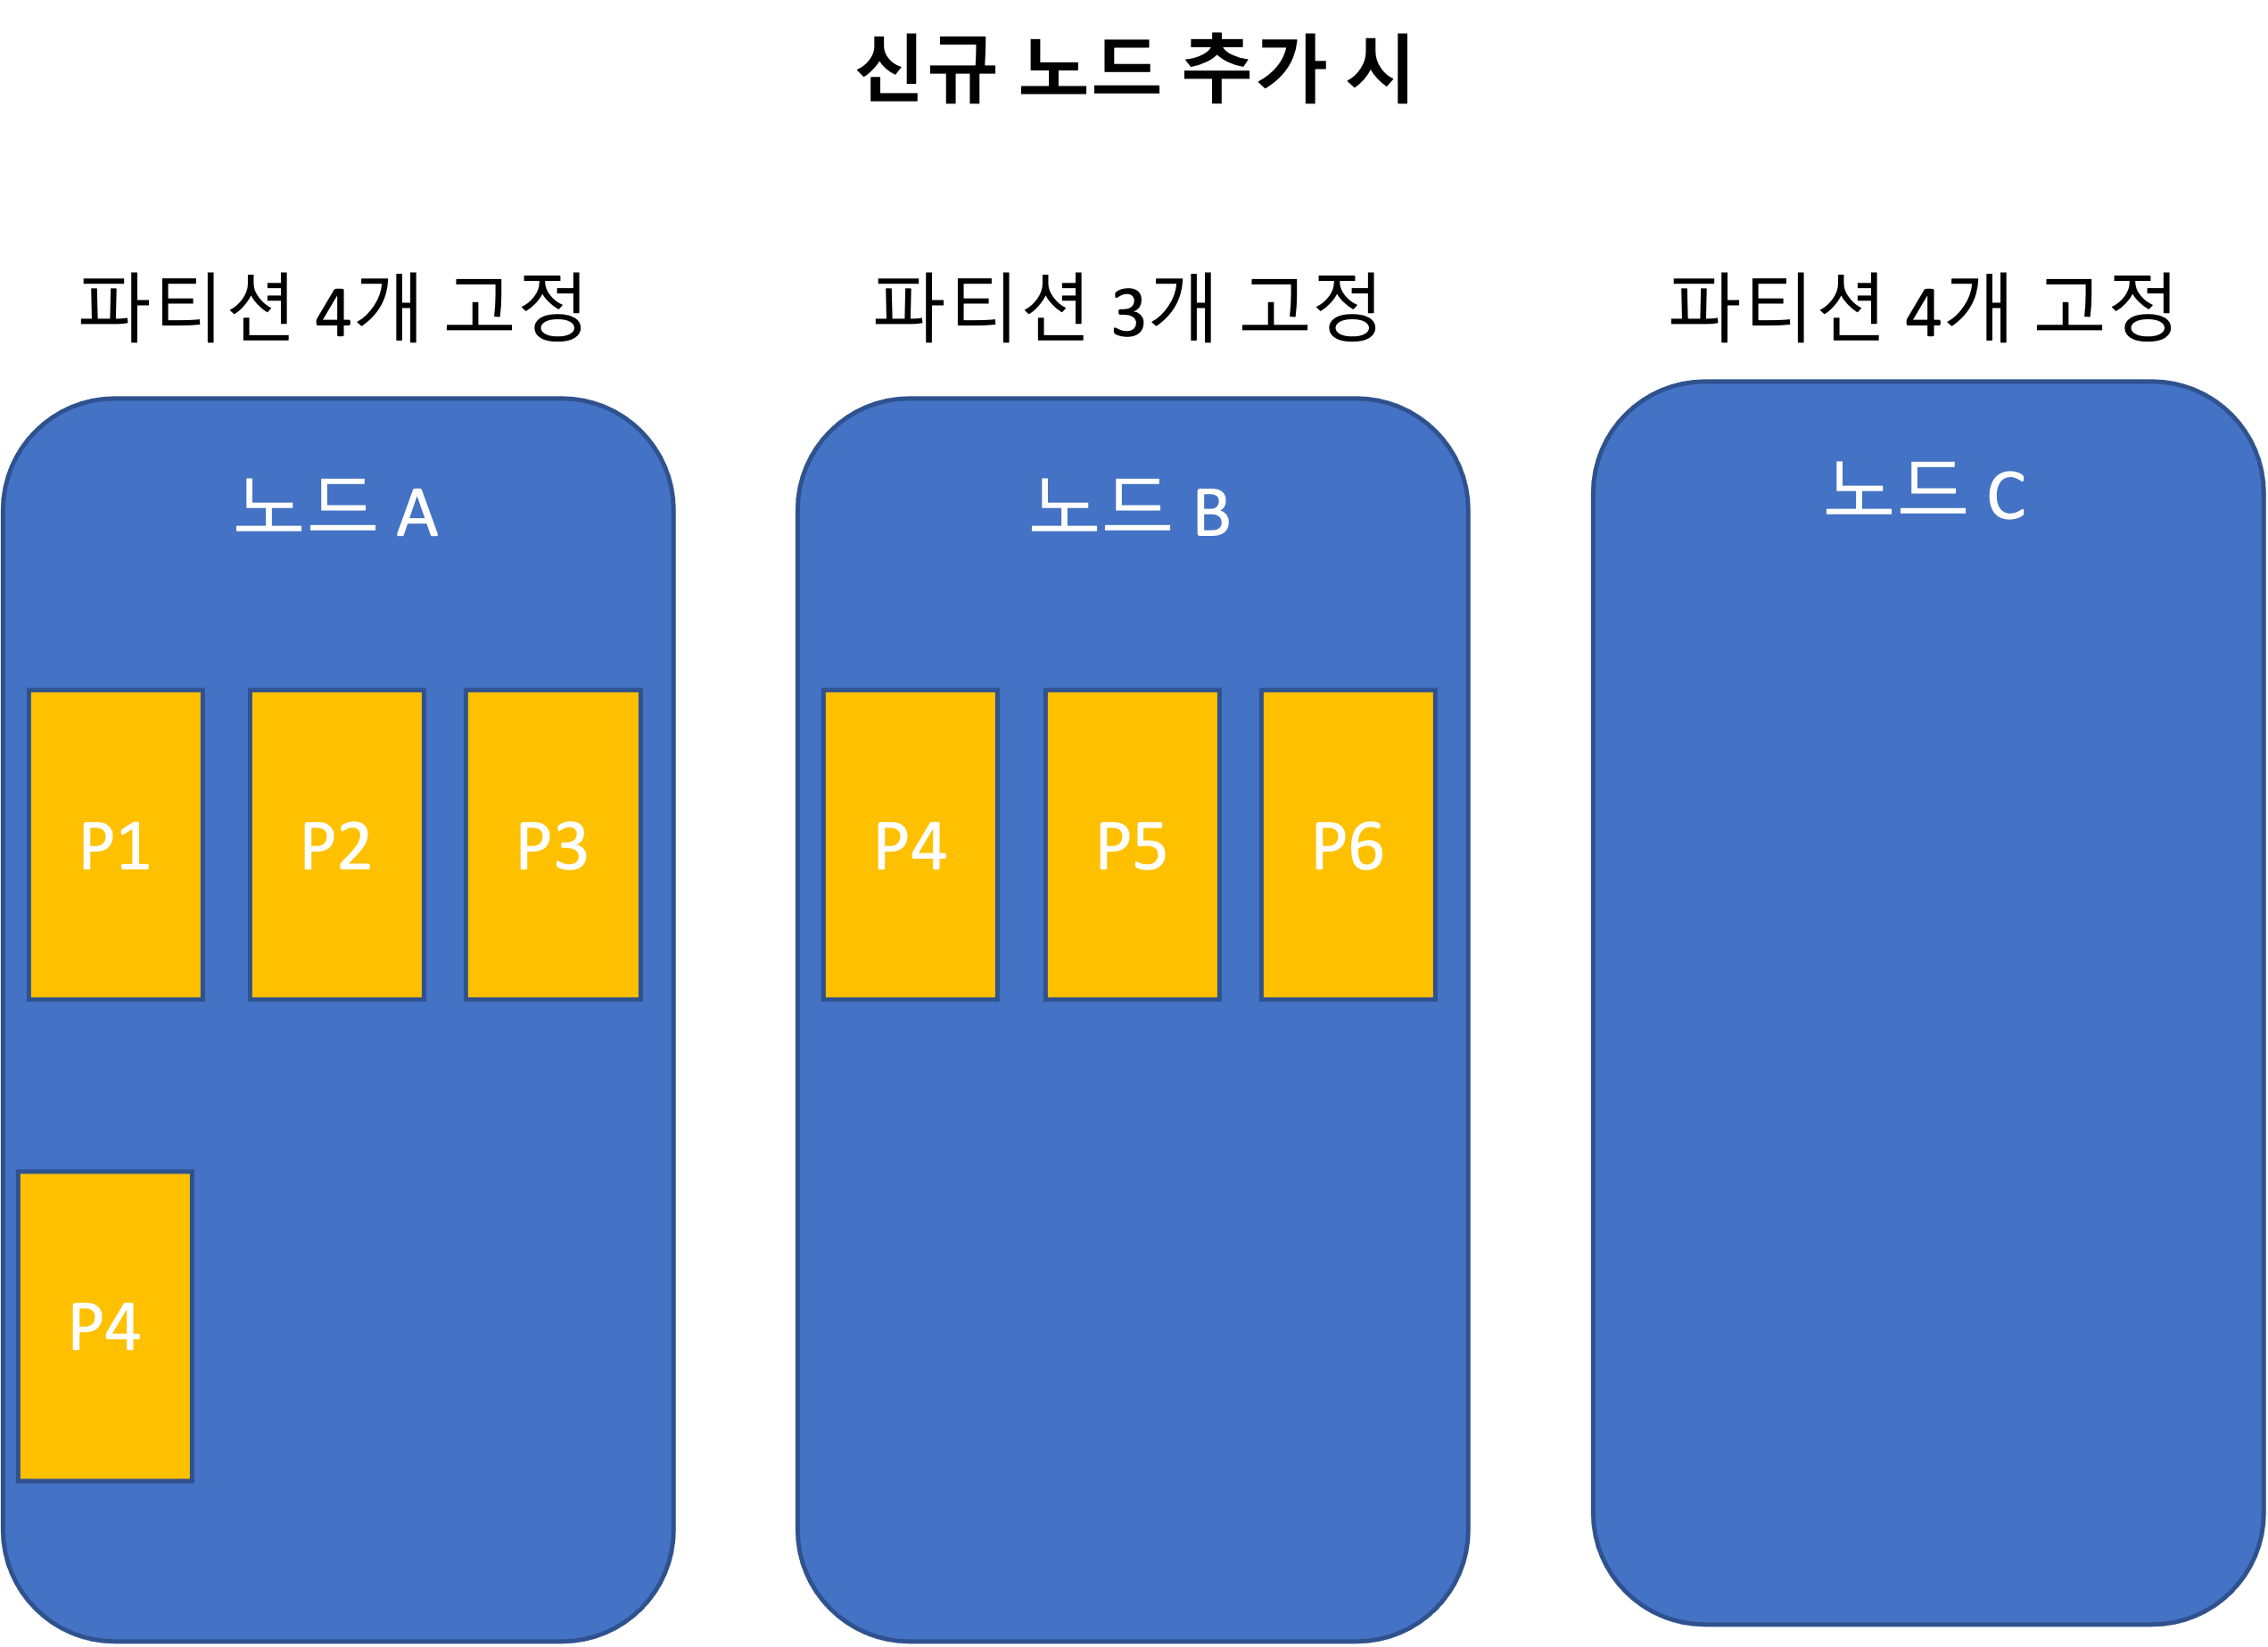 신규 노드 추가 시
파티션4개 고정
파티션 3개 고정
파티션 4개 고정
노드 A
노드 B
노드 C
P1
P2
P3
P4
P5
P6
P4